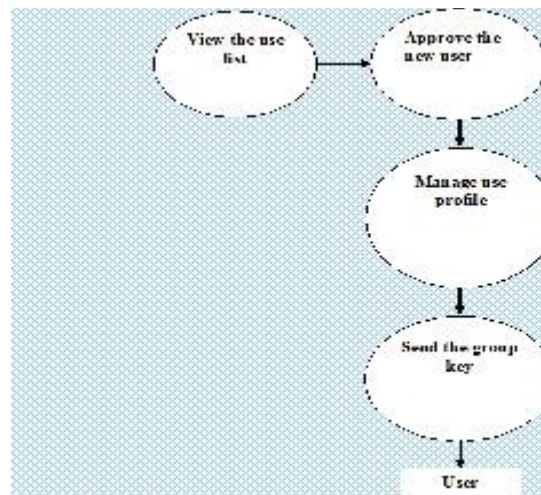 View the use
list
Approve the
new user
Manage use
profile
Send the group
key
User